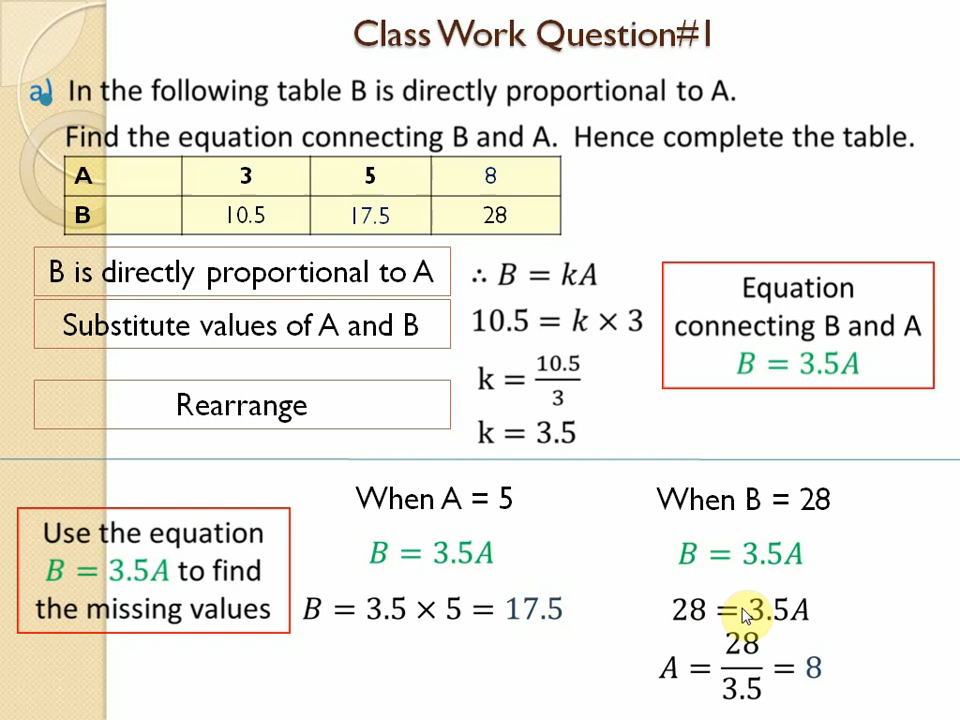 Class Work Question#1
a) In the following table B is directly proportional to A.
Find the equation connecting B and A. Hence complete the table.
A 3 5 8
B 10.5 17.5 28
B is directly proportional to A
∴ B = kA
Substitute values of A and B
10.5 = k × 3
Rearrange
k = 10.5/3
k = 3.5
Equation
connecting B and A
B = 3.5A
Use the equation
B = 3.5A to find
the missing values
When A = 5
B = 3.5A
B = 3.5 × 5 = 17.5
When B = 28
B = 3.5A
28 = 3.5A
A = 28/3.5 = 8